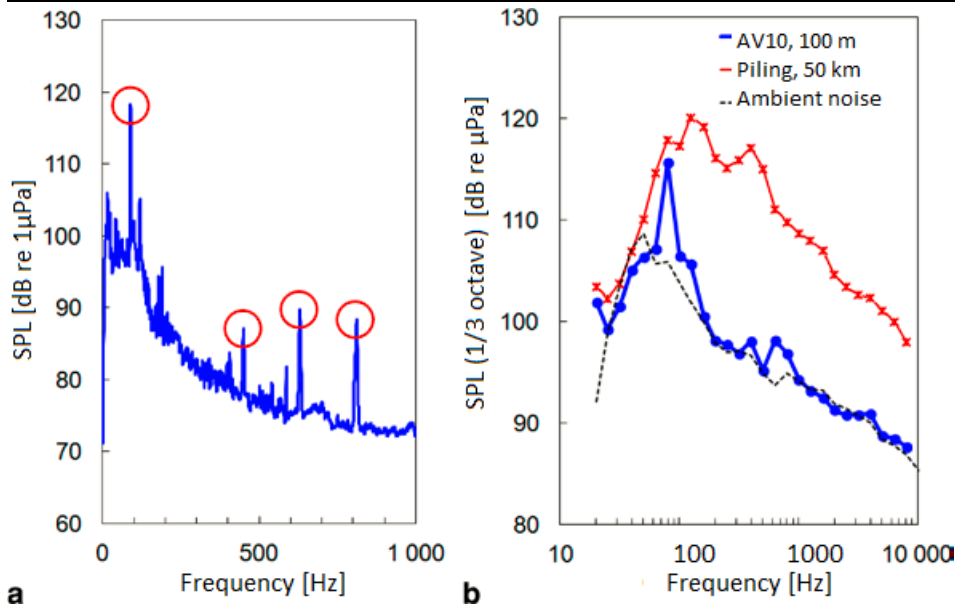 130
120
110
100
90
80
70
60
SPL [dB re 1µPa]
0
500
1 000
Frequency [Hz]
a
130
120
110
100
90
80
SPL (1/3 octave) [dB re µPa]
AV10, 100 m
Piling, 50 km
Ambient noise
10
100
1000
10 000
Frequency [Hz]
b